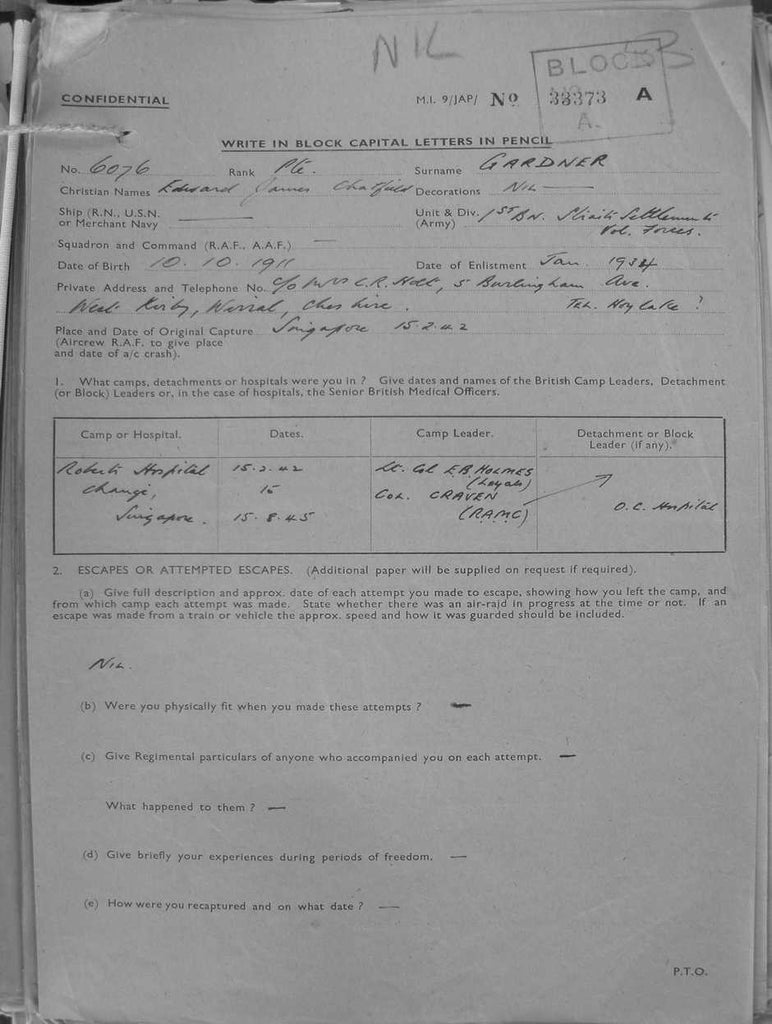 NIL
BLOCK B
CONFIDENTIAL M.I. 9/JAP/ No 33373 A
A.
WRITE IN BLOCK CAPITAL LETTERS IN PENCIL
No. 6076 Rank Pte. Surname GARDNER
Christian Names Edward James Chatfield Decorations NIL
Ship (R.N., U.S.N. or Merchant Navy —
Unit & Div. (Army) 1st BN. Straits Settlements Vol. Forces.
Squadron and Command (R.A.F., A.A.F.) —
Date of Birth 10.10.1911 Date of Enlistment Jan. 1934
Private Address and Telephone No. c/o Mrs C.R. Holt, 5 Burlingham Ave.
West Kirby, Wirral, Cheshire. TEL. Hoylake ?
Place and Date of Original Capture Singapore 15.2.42
(Aircrew R.A.F. to give place
and date of a/c crash).
1. What camps, detachments or hospitals were you in ? Give dates and names of the British Camp Leaders, Detachment
(or Block) Leaders or, in the case of hospitals, the Senior British Medical Officers.
Camp or Hospital. Dates. Camp Leader. Detachment or Block
Leader (if any).
Roberts Hospital 15.2.42 Lt. Col E.B. HOLMES
Changi, to (Loyals)
COL. CRAVEN
Singapore. 15.8.45 (RAMC) O.C. Hospital
2. ESCAPES OR ATTEMPTED ESCAPES. (Additional paper will be supplied on request if required).
(a) Give full description and approx. date of each attempt you made to escape, showing how you left the camp, and
from which camp each attempt was made. State whether there was an air-raid in progress at the time or not. If an
escape was made from a train or vehicle the approx. speed and how it was guarded should be included.
NIL.
(b) Were you physically fit when you made these attempts ? —
(c) Give Regimental particulars of anyone who accompanied you on each attempt. —
What happened to them ? —
(d) Give briefly your experiences during periods of freedom. —
(e) How were you recaptured and on what date ? —
P.T.O.